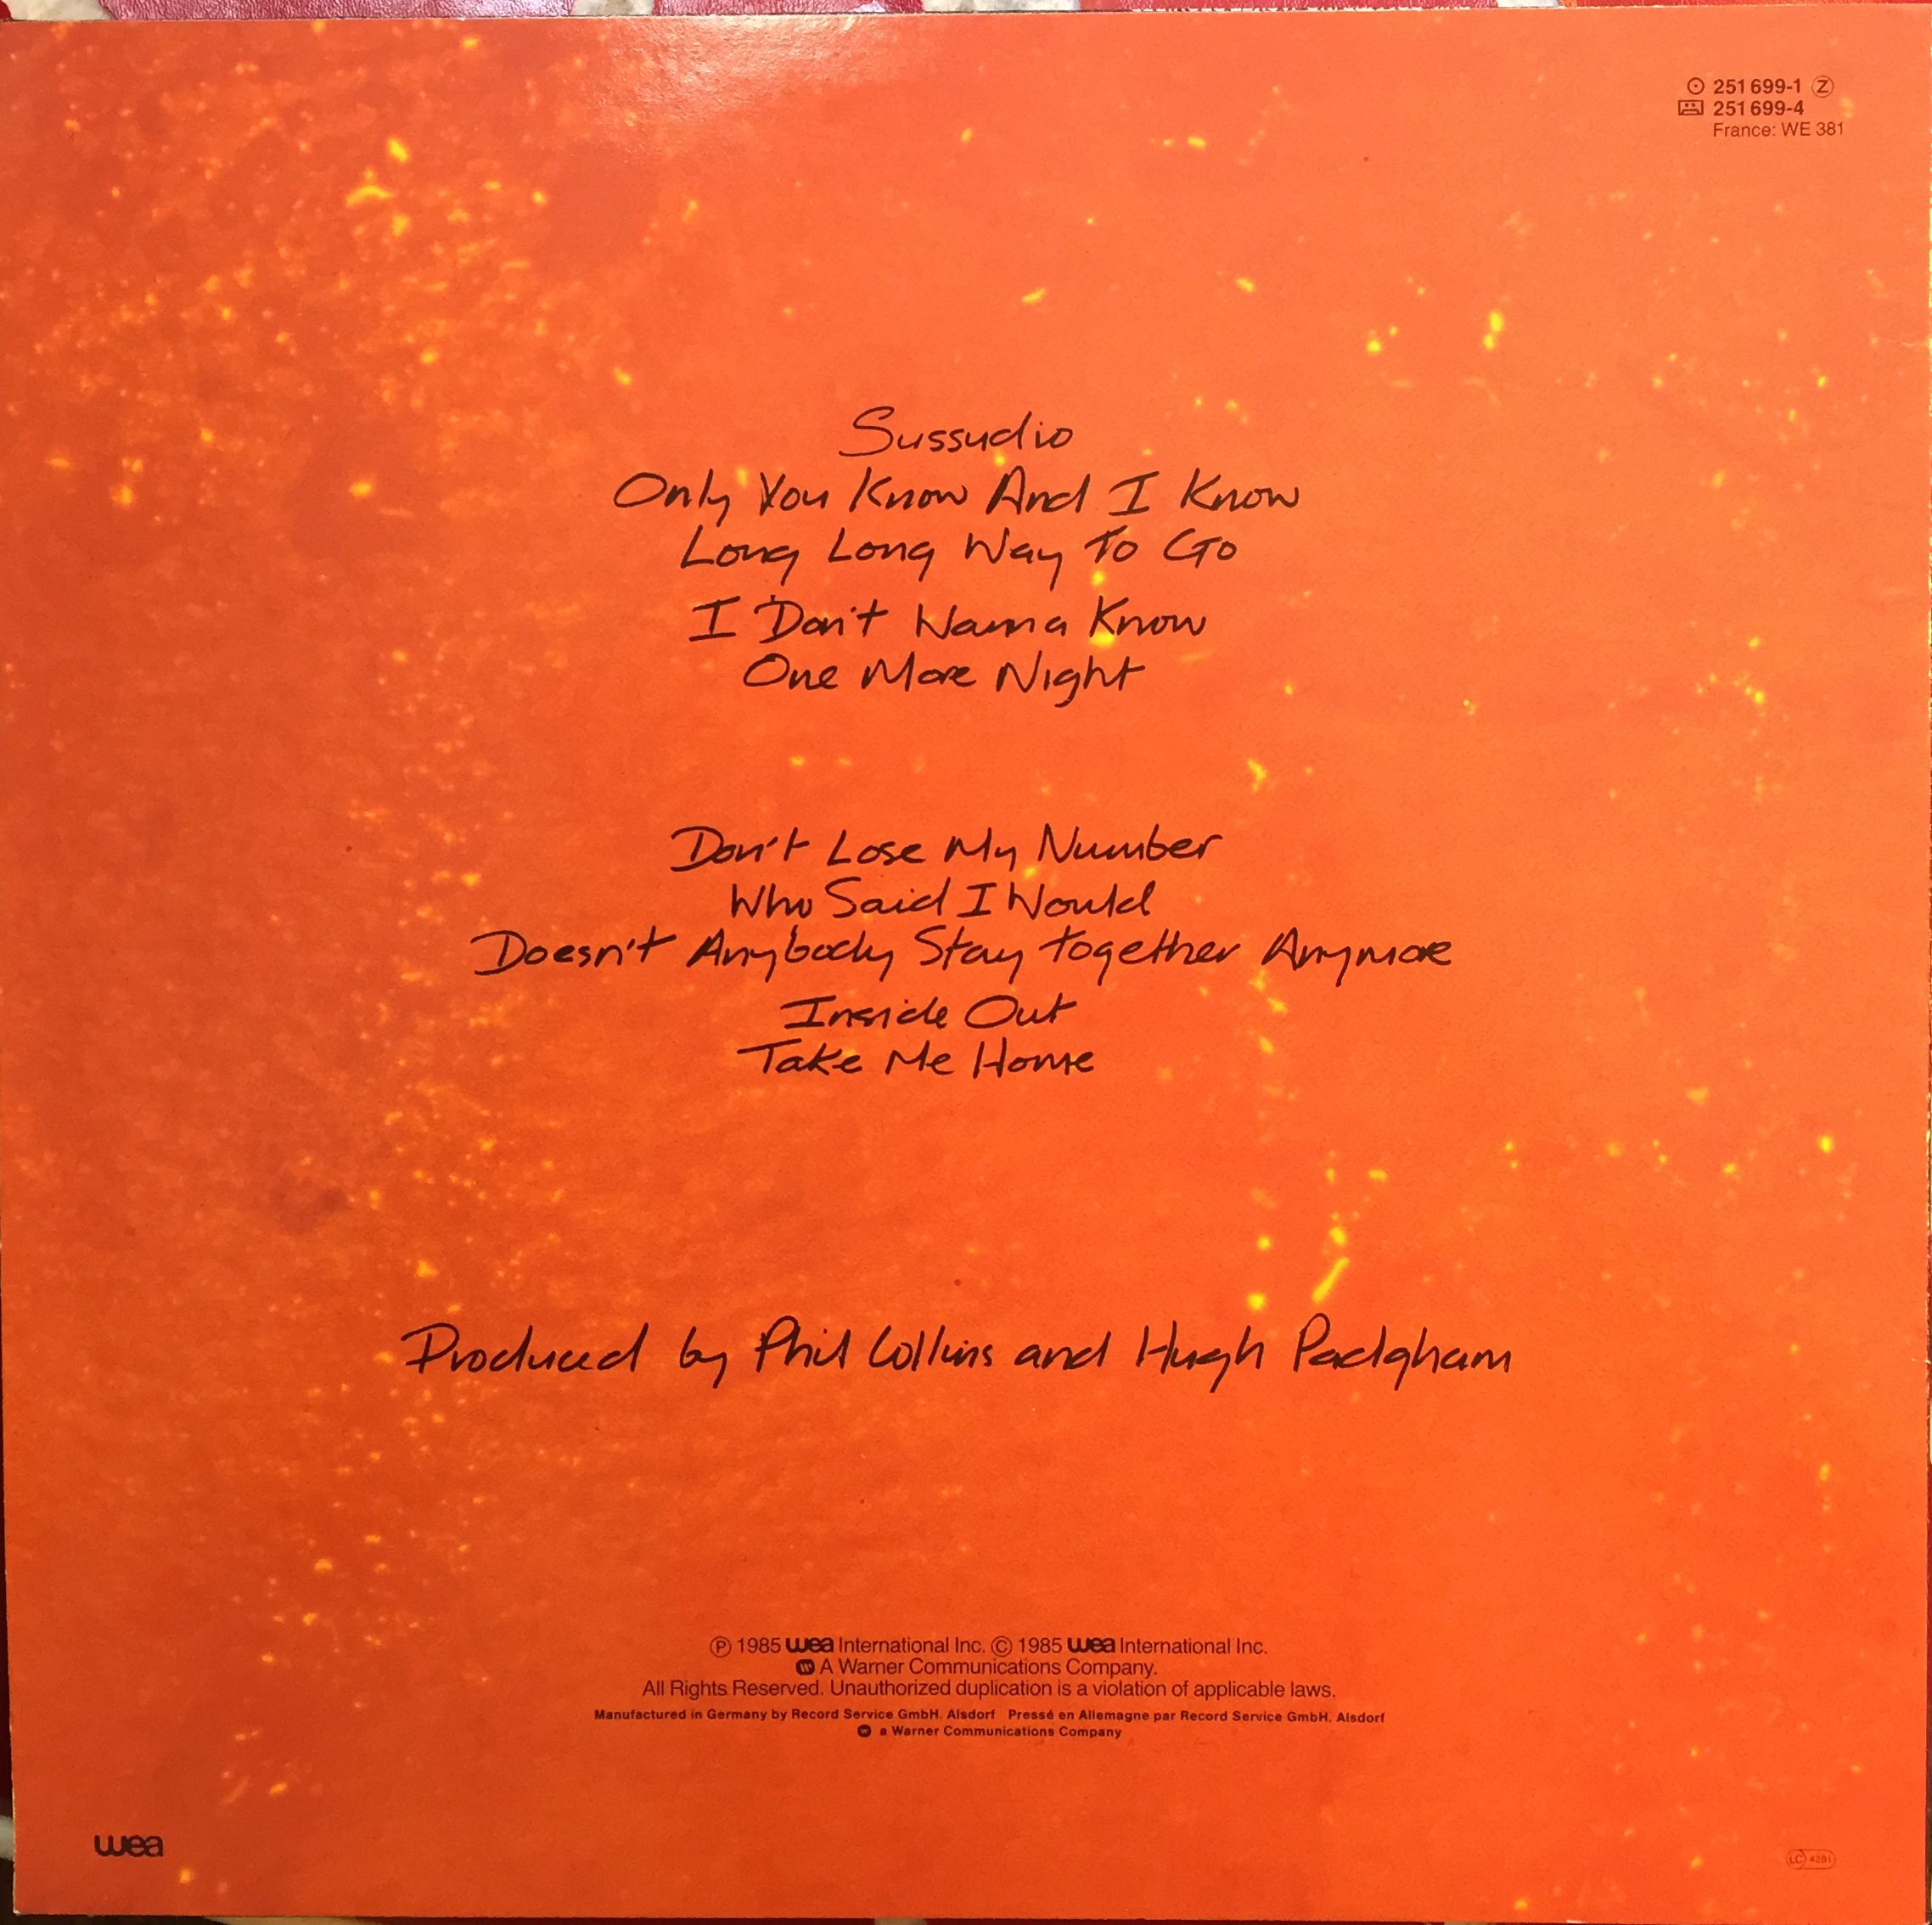 251 699-1 Z
251 699-4
France: WE 381
Sussudio
Only You Know And I Know
Long Long Way To Go
I Don't Wanna Know
One More Night
Don't Lose My Number
Who Said I Would
Doesn't Anybody Stay Together Anymore
Inside Out
Take Me Home
Produced by Phil Collins and Hugh Padgham
Ⓟ 1985 wea International Inc. © 1985 wea International Inc.
W A Warner Communications Company.
All Rights Reserved. Unauthorized duplication is a violation of applicable laws.
Manufactured in Germany by Record Service GmbH. Alsdorf Pressé en Allemagne par Record Service GmbH. Alsdorf
W a Warner Communications Company
wea
LC 4281